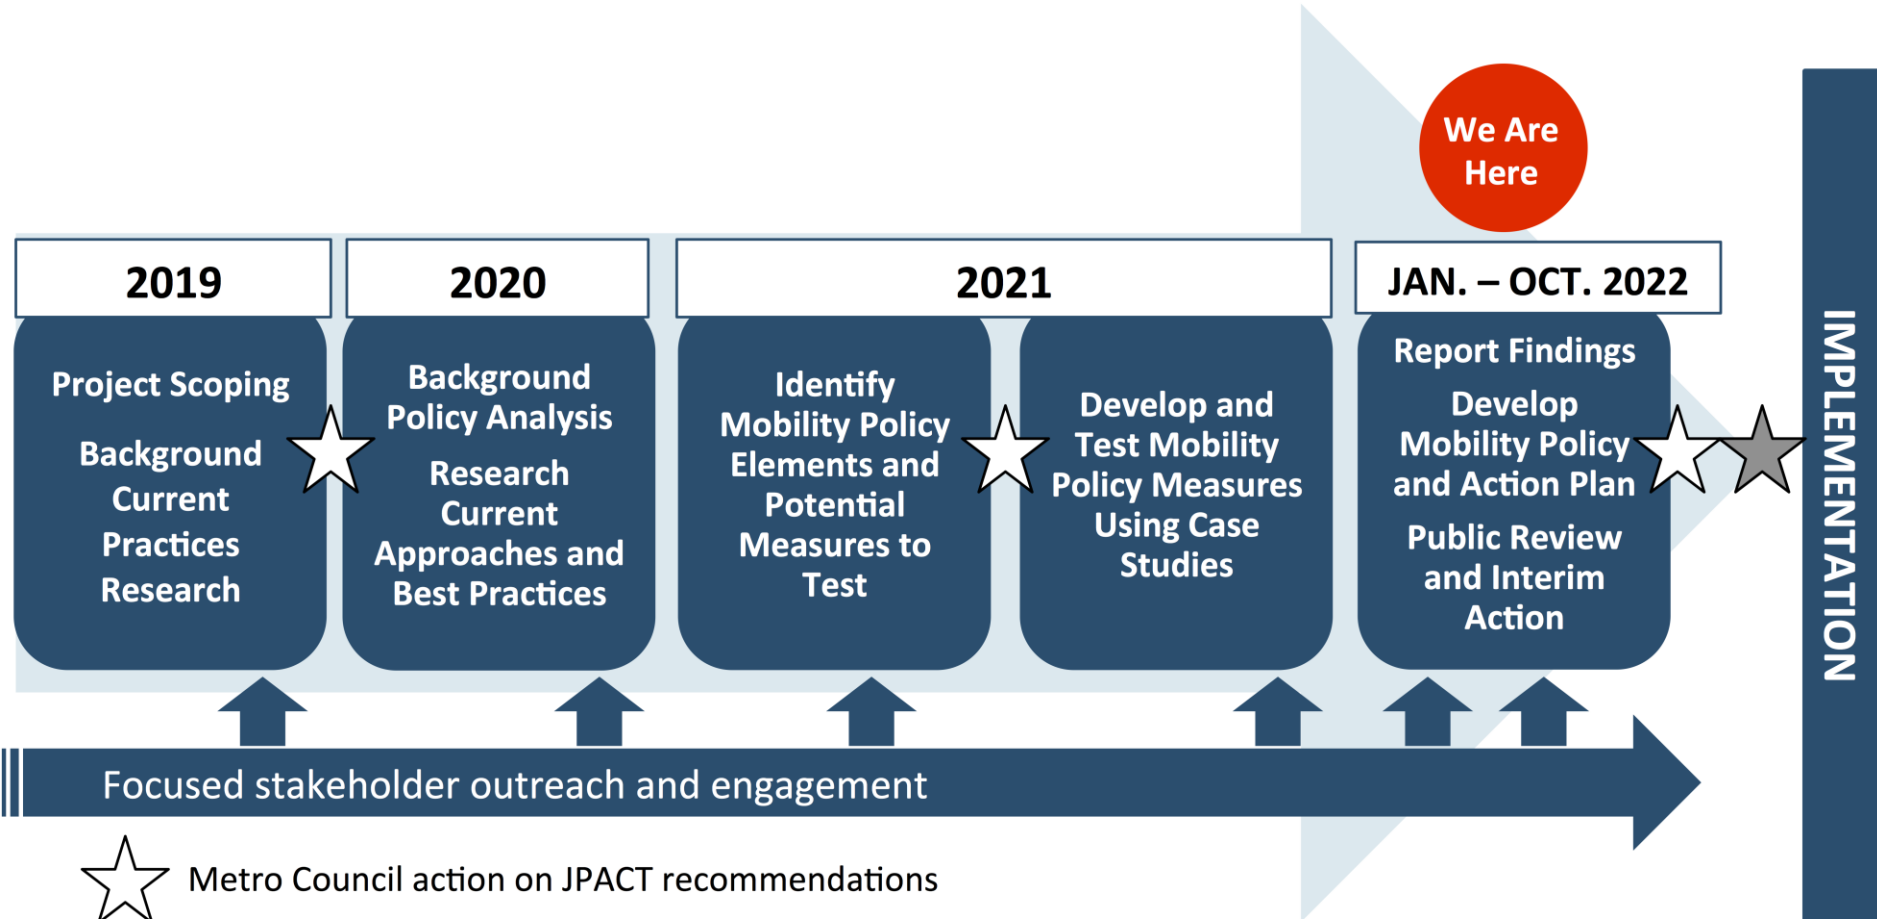 We Are
Here
2019
2020
2021
JAN. – OCT. 2022
Project Scoping
Background
Current
Practices
Research
Background
Policy Analysis
Research
Current
Approaches and
Best Practices
Identify
Mobility Policy
Elements and
Potential
Measures to
Test
Develop and
Test Mobility
Policy Measures
Using Case
Studies
Report Findings
Develop
Mobility Policy
and Action Plan
Public Review
and Interim
Action
IMPLEMENTATION
Focused stakeholder outreach and engagement
Metro Council action on JPACT recommendations